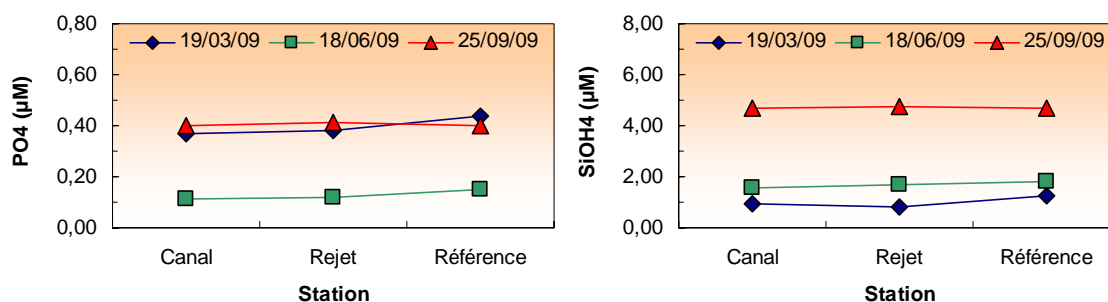 0,80
0,60
0,40
0,20
0,00
PO4 (µM)
19/03/09 18/06/09 25/09/09
Canal Rejet Référence
Station
8,00
6,00
4,00
2,00
0,00
SiOH4 (µM)
19/03/09 18/06/09 25/09/09
Canal Rejet Référence
Station